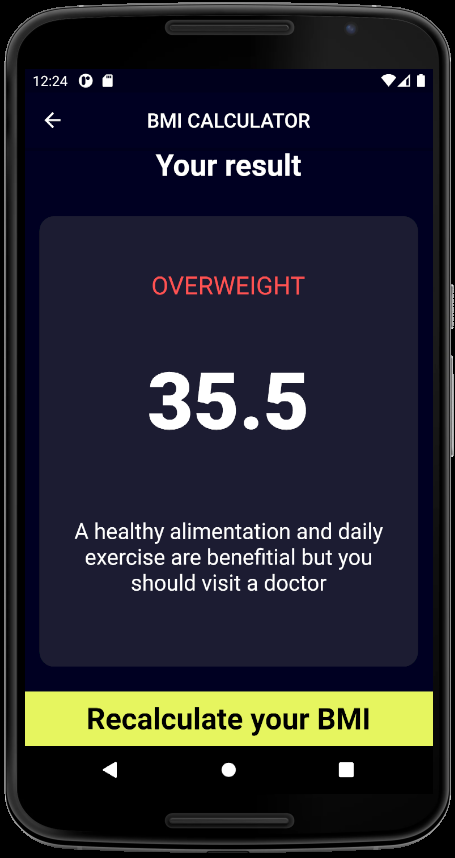 12:24
BMI CALCULATOR
Your result
OVERWEIGHT
35.5
A healthy alimentation and daily
exercise are benefitial but you
should visit a doctor
Recalculate your BMI